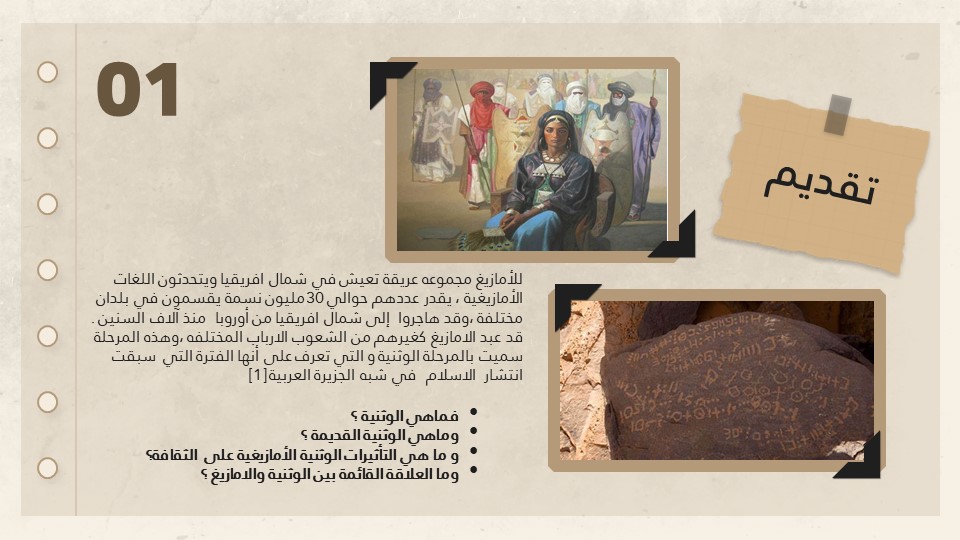 01
تقديم
للأمازيغ مجموعه عريقة تعيش في شمال افريقيا ويتحدثون اللغات
الأمازيغية ، يقدر عددهم حوالي 30مليون نسمة يقسمون في بلدان
مختلفة ،وقد هاجروا إلى شمال افريقيا من أوروبا منذ آلاف السنين .
قد عبد الامازيغ كغيرهم من الشعوب الارباب المختلفه ،وهذه المرحلة
سميت بالمرحلة الوثنية و التي تعرف على أنها الفترة التي سبقت
انتشار الاسلام في شبه الجزيرة العربية[1]
• فماهي الوثنية ؟
• وماهي الوثنية القديمة ؟
• و ما هي التأثيرات الوثنية الأمازيغية على الثقافة؟
• وما العلاقة القائمة بين الوثنية والامازيغ ؟